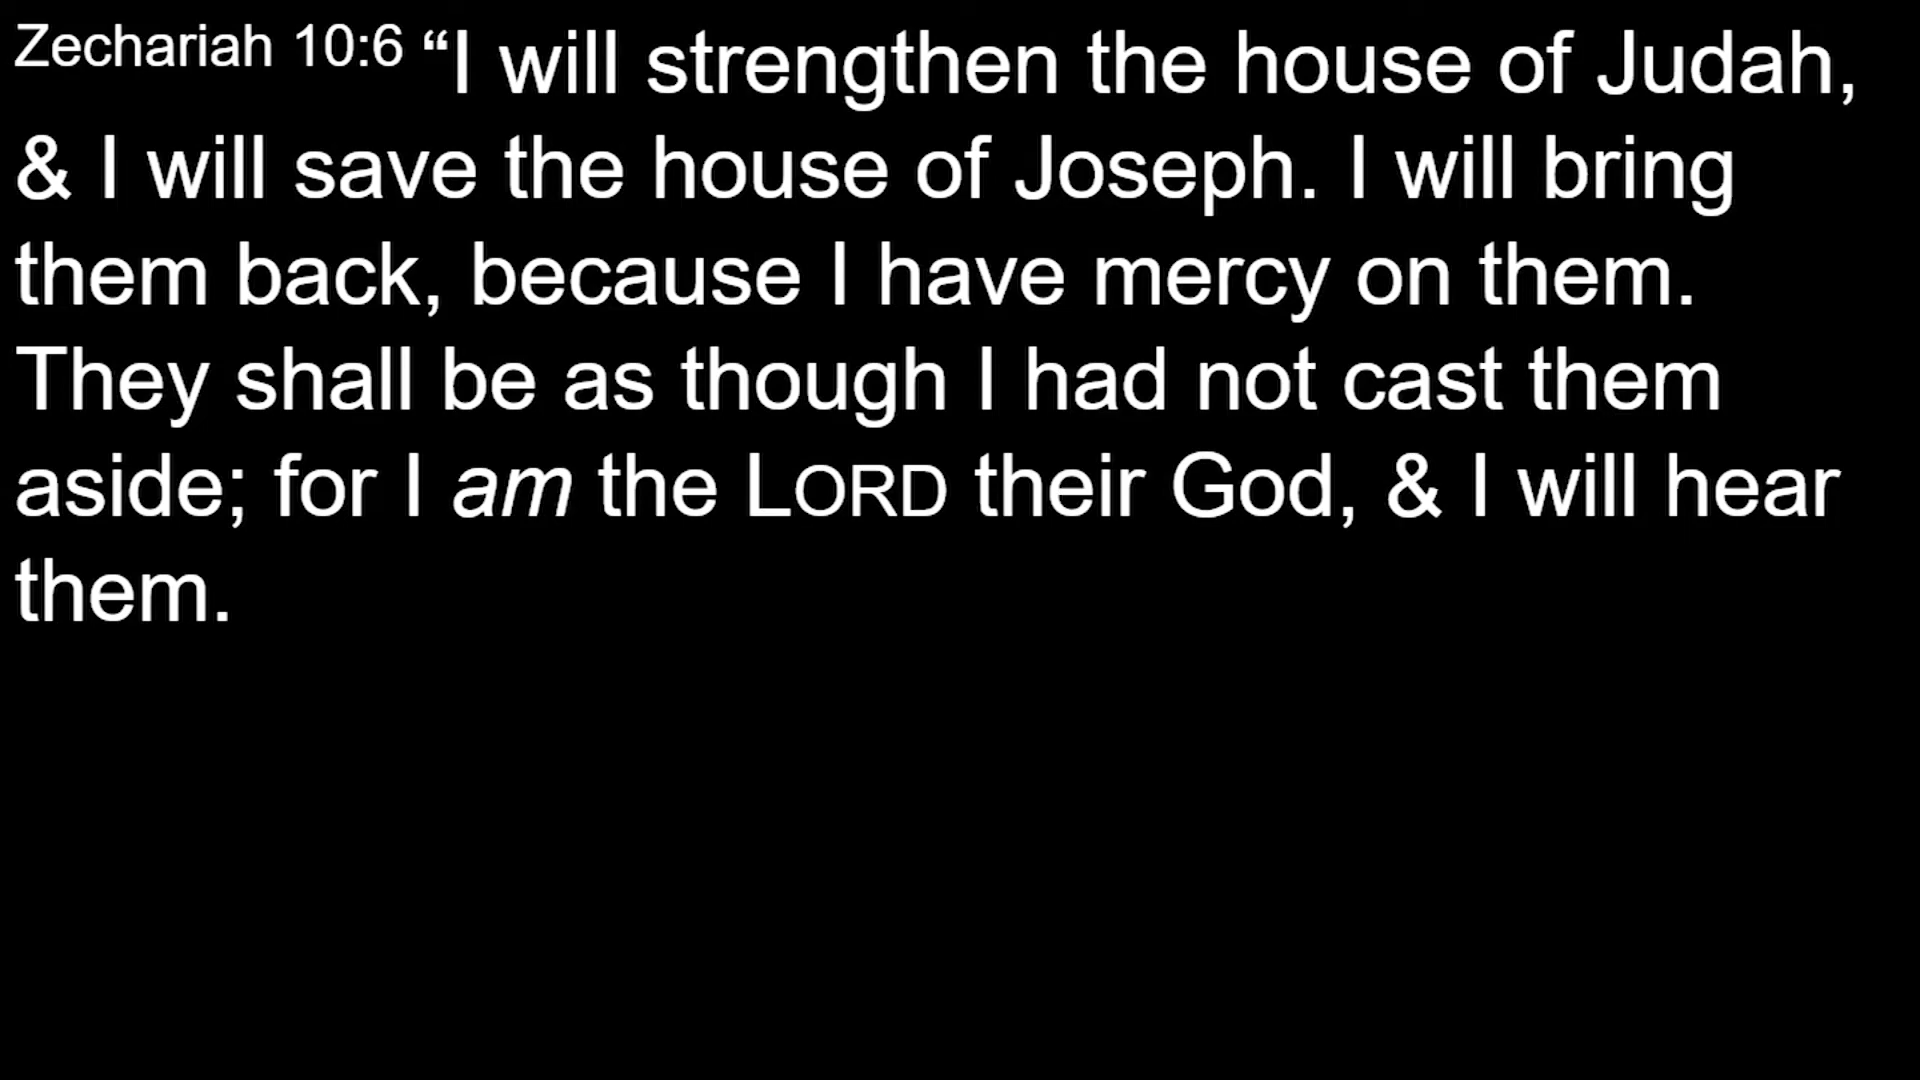 Zechariah 10:6 “I will strengthen the house of Judah,
& I will save the house of Joseph. I will bring
them back, because I have mercy on them.
They shall be as though I had not cast them
aside; for I am the LORD their God, & I will hear
them.